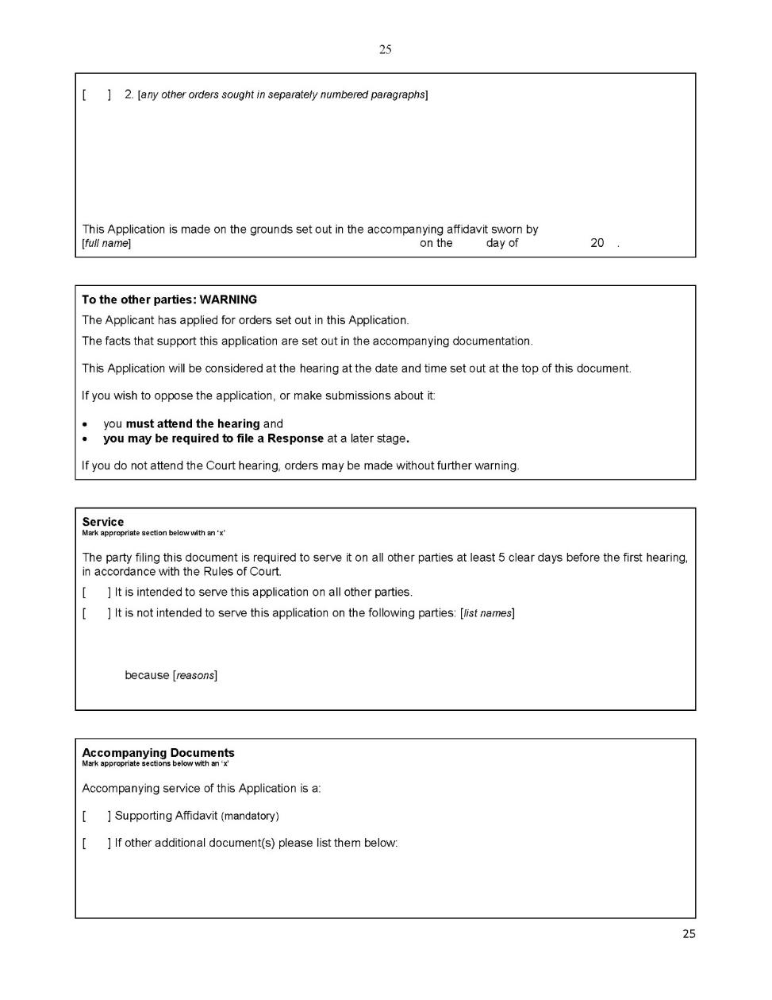 25
[ ] 2. [any other orders sought in separately numbered paragraphs]
This Application is made on the grounds set out in the accompanying affidavit sworn by
[full name] on the day of 20 .
To the other parties: WARNING
The Applicant has applied for orders set out in this Application.
The facts that support this application are set out in the accompanying documentation.
This Application will be considered at the hearing at the date and time set out at the top of this document.
If you wish to oppose the application, or make submissions about it:
• you must attend the hearing and
• you may be required to file a Response at a later stage.
If you do not attend the Court hearing, orders may be made without further warning.
Service
Mark appropriate section below with an ‘x’
The party filing this document is required to serve it on all other parties at least 5 clear days before the first hearing,
in accordance with the Rules of Court.
[ ] It is intended to serve this application on all other parties.
[ ] It is not intended to serve this application on the following parties: [list names]
because [reasons]
Accompanying Documents
Mark appropriate sections below with an ‘x’
Accompanying service of this Application is a:
[ ] Supporting Affidavit (mandatory)
[ ] If other additional document(s) please list them below:
25